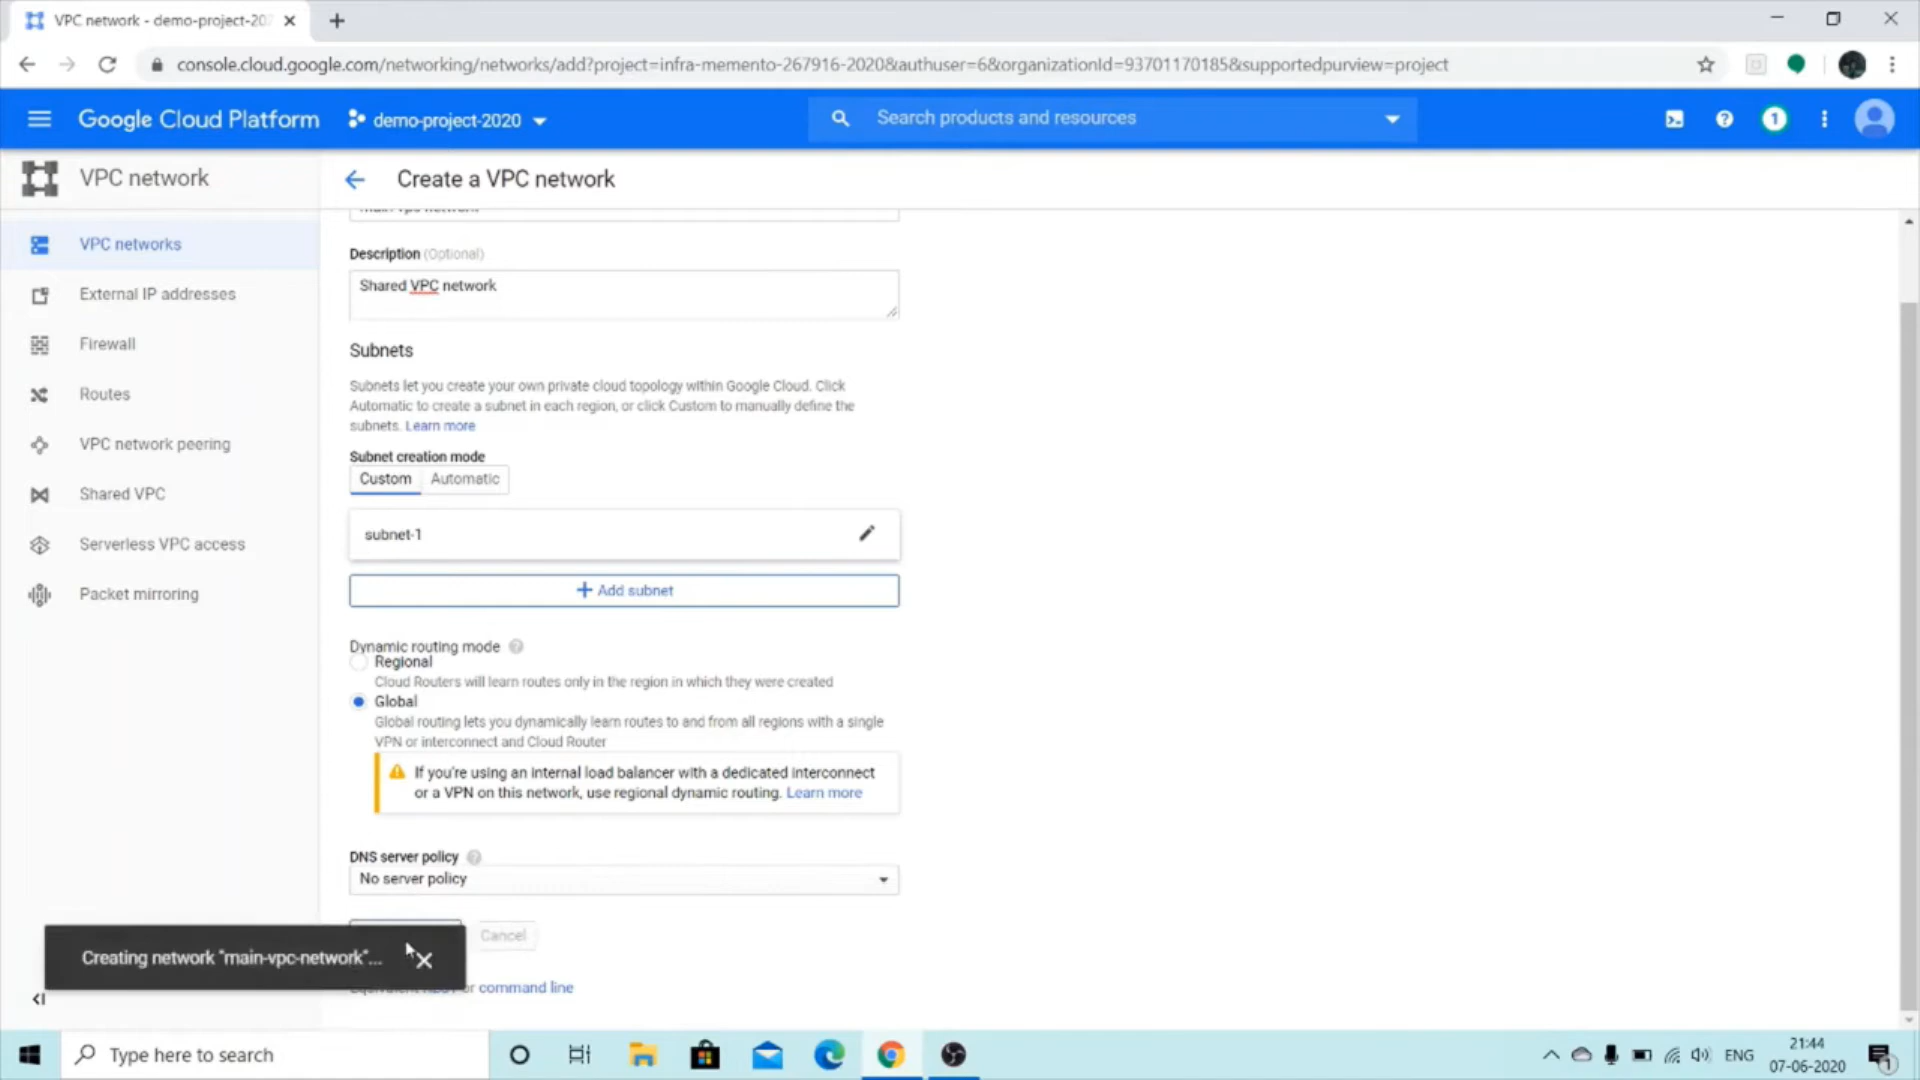 VPC network - demo-project-202
console.cloud.google.com/networking/networks/add?project=infra-memento-267916-2020&authuser=6&organizationId=93701170185&supportedpurview=project
Google Cloud Platform
demo-project-2020
Search products and resources
1
VPC network
Create a VPC network
VPC networks
External IP addresses
Firewall
Routes
VPC network peering
Shared VPC
Serverless VPC access
Packet mirroring
Description (Optional)
Shared VPC network
Subnets
Subnets let you create your own private cloud topology within Google Cloud. Click
Automatic to create a subnet in each region, or click Custom to manually define the
subnets. Learn more
Subnet creation mode
Custom
Automatic
subnet-1
Add subnet
Dynamic routing mode
Regional
Cloud Routers will learn routes only in the region in which they were created
Global
Global routing lets you dynamically learn routes to and from all regions with a single
VPN or interconnect and Cloud Router
If you're using an internal load balancer with a dedicated interconnect
or a VPN on this network, use regional dynamic routing. Learn more
DNS server policy
No server policy
Cancel
Creating network "main-vpc-network"...
or command line
Type here to search
ENG
21:44
07-06-2020
1